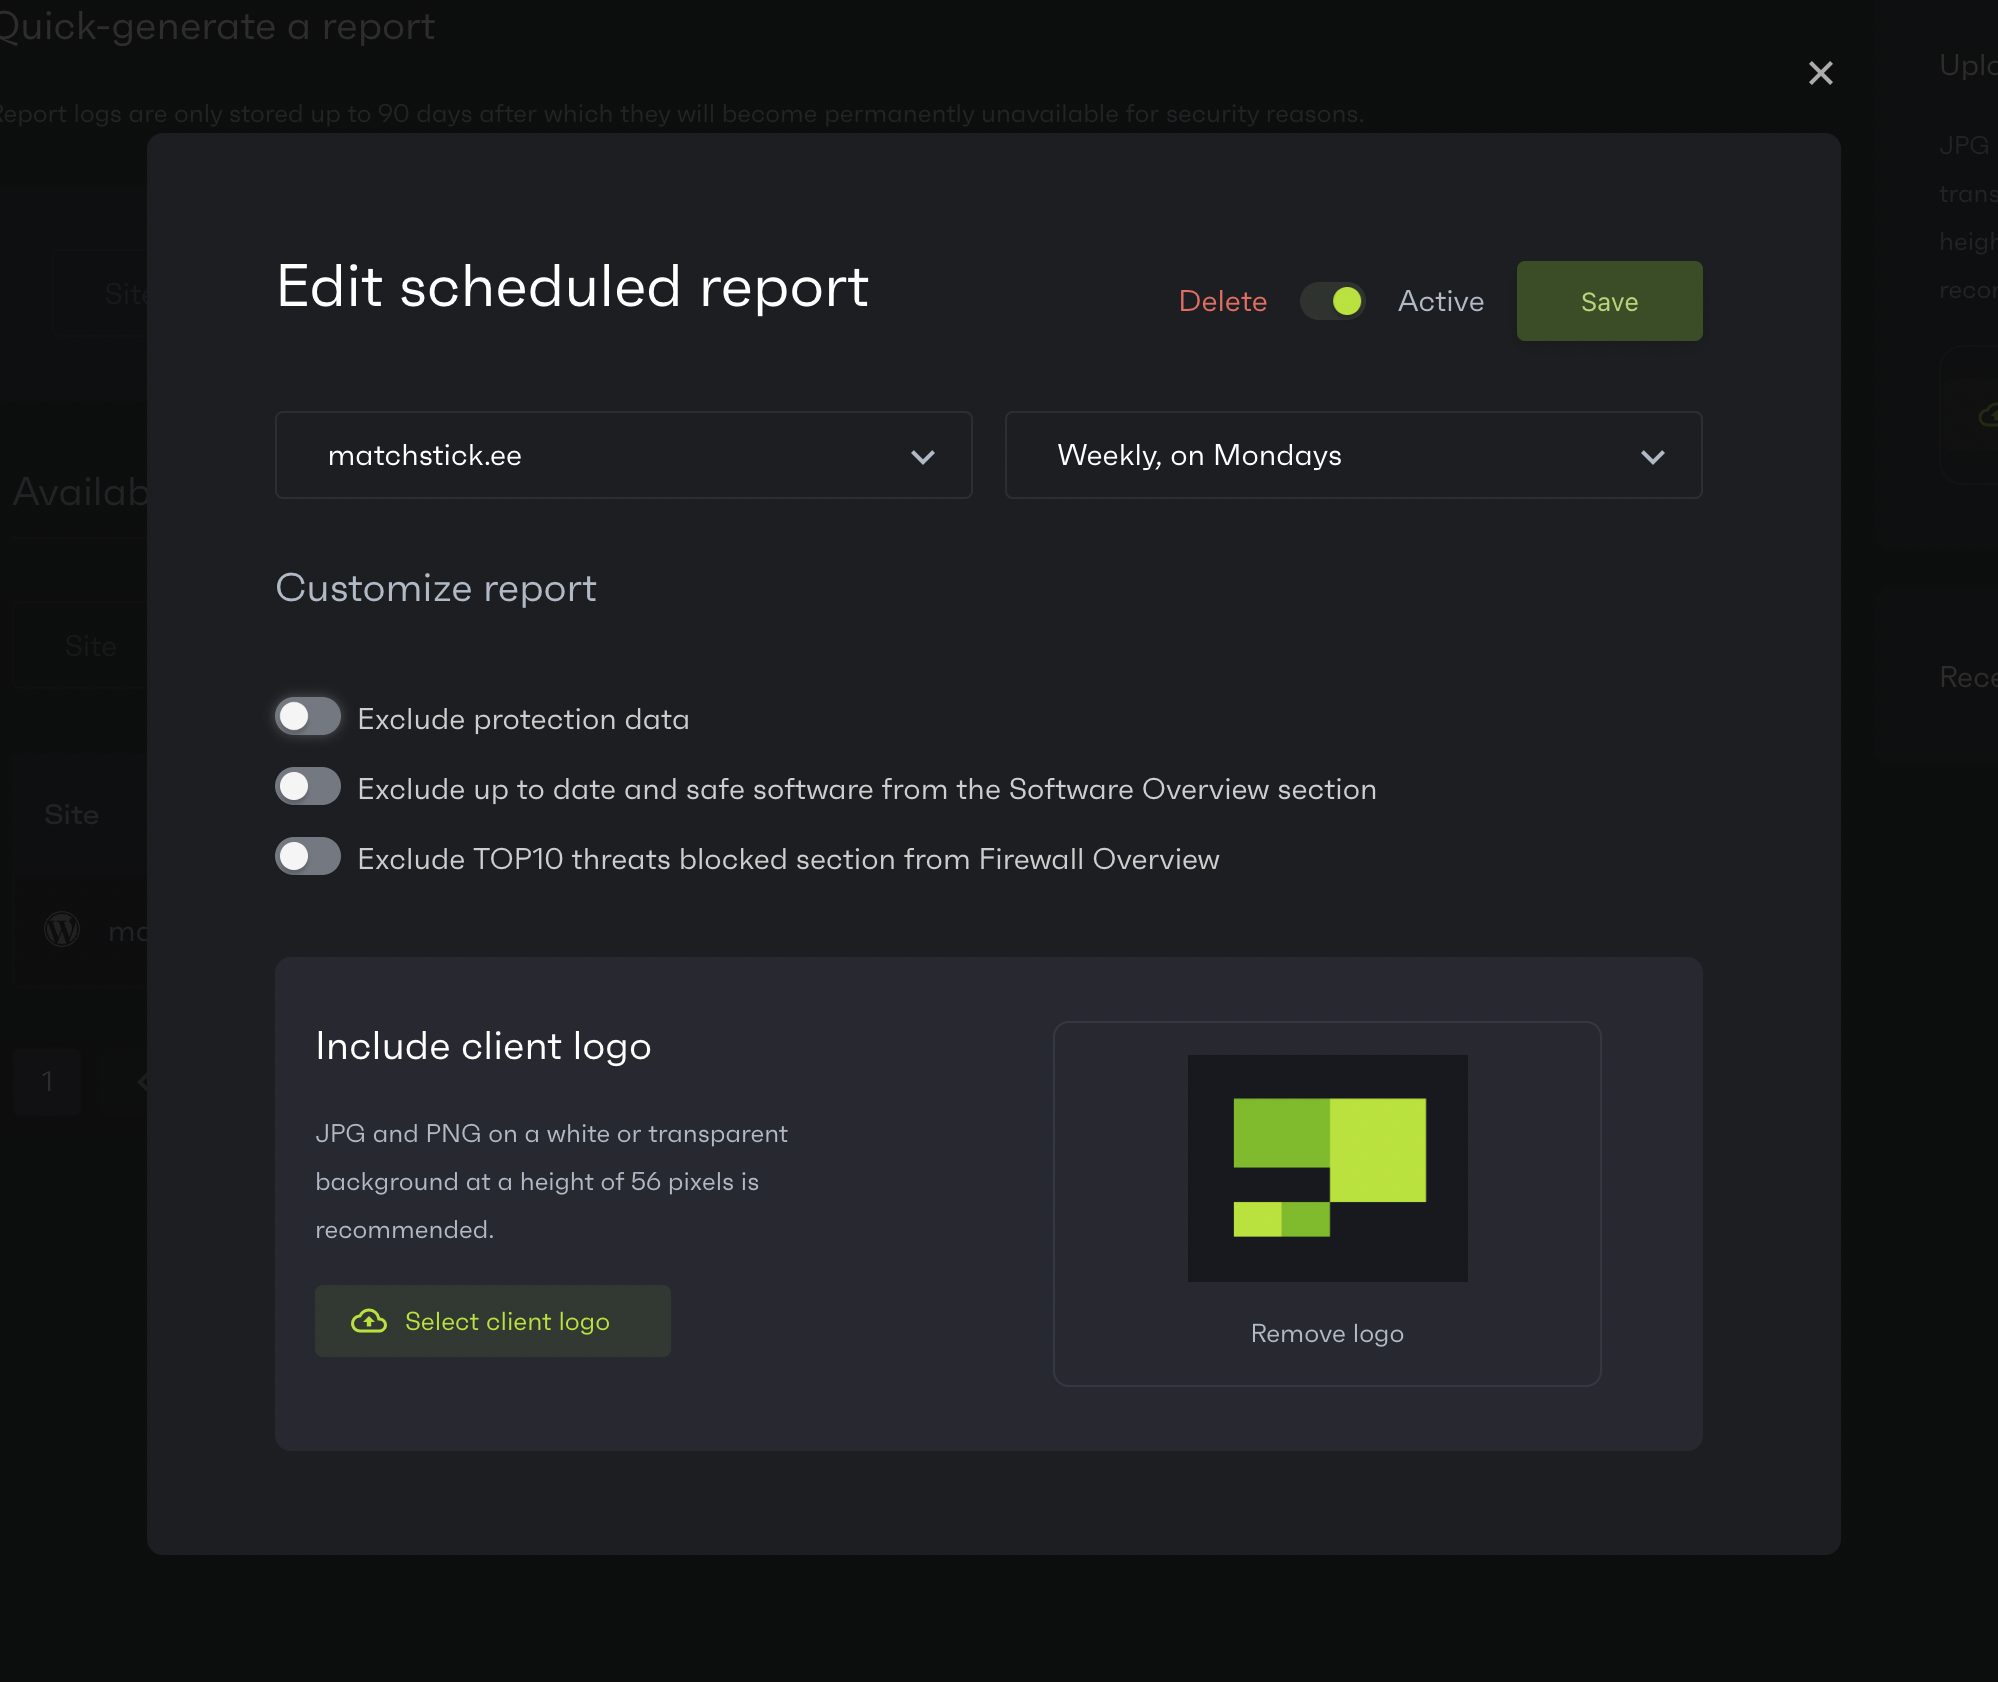 Quick-generate a report
Report logs are only stored up to 90 days after which they will become permanently unavailable for security reasons.
JPG
Edit scheduled report
Delete
Active
Save
matchstick.ee
Weekly, on Mondays
Customize report
Site
Exclude protection data
Exclude up to date and safe software from the Software Overview section
Site
Exclude TOP10 threats blocked section from Firewall Overview
Include client logo
1
JPG and PNG on a white or transparent
background at a height of 56 pixels is
recommended.
Select client logo
Remove logo